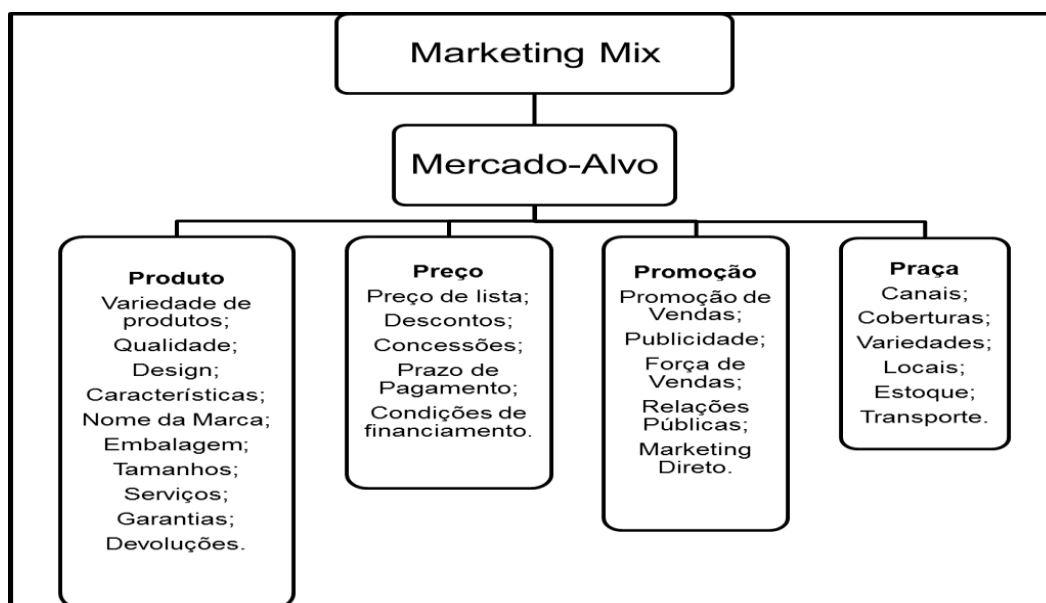 Marketing Mix
Mercado-Alvo
Produto
Variedade de
produtos;
Qualidade;
Design;
Características;
Nome da Marca;
Embalagem;
Tamanhos;
Serviços;
Garantias;
Devoluções.
Preço
Preço de lista;
Descontos;
Concessões;
Prazo de
Pagamento;
Condições de
financiamento.
Promoção
Promoção de
Vendas;
Publicidade;
Força de
Vendas;
Relações
Públicas;
Marketing
Direto.
Praça
Canais;
Coberturas;
Variedades;
Locais;
Estoque;
Transporte.